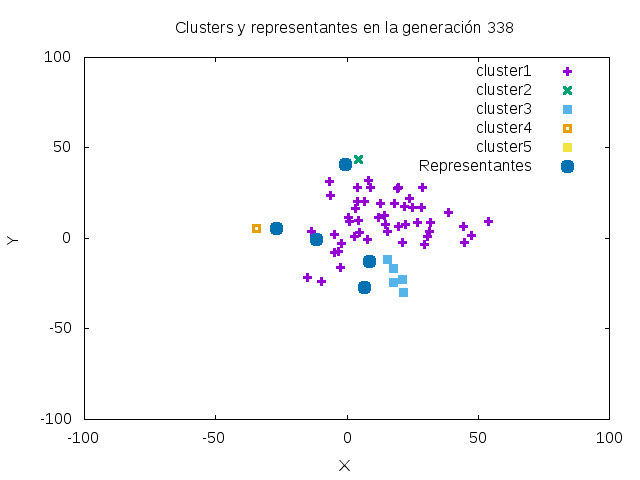 Clusters y representantes en la generación 338
100
50
0
-50
-100
-100
-50
0
50
100
Y
X
cluster1
cluster2
cluster3
cluster4
cluster5
Representantes